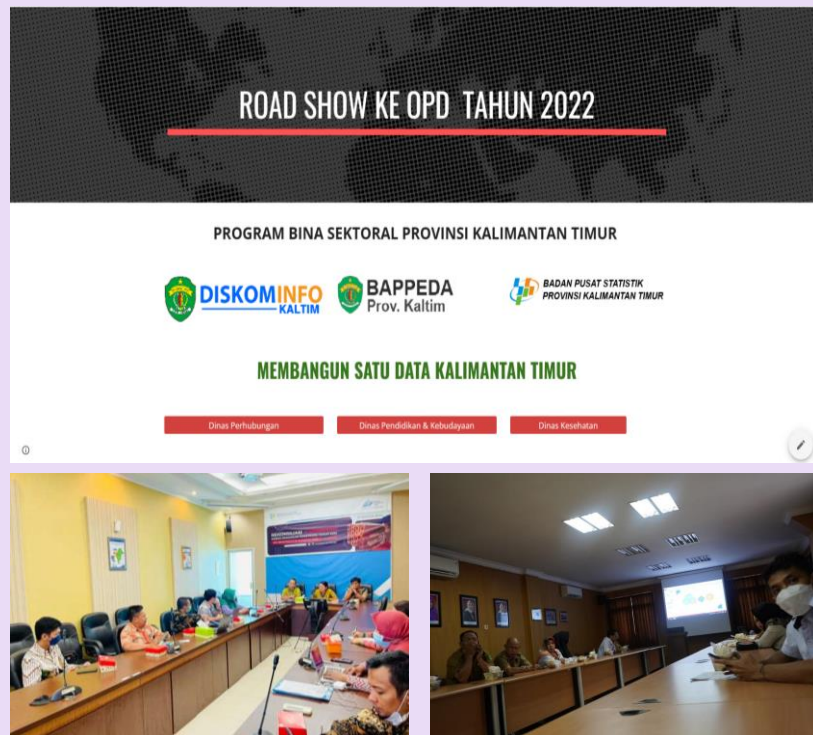 ROAD SHOW KE OPD TAHUN 2022
PROGRAM BINA SEKTORAL PROVINSI KALIMANTAN TIMUR
DISKOMINFO
KALTIM
BAPPEDA
Prov. Kaltim
BADAN PUSAT STATISTIK
PROVINSI KALIMANTAN TIMUR
MEMBANGUN SATU DATA KALIMANTAN TIMUR
Dinas Perhubungan
Dinas Pendidikan & Kebudayaan
Dinas Kesehatan